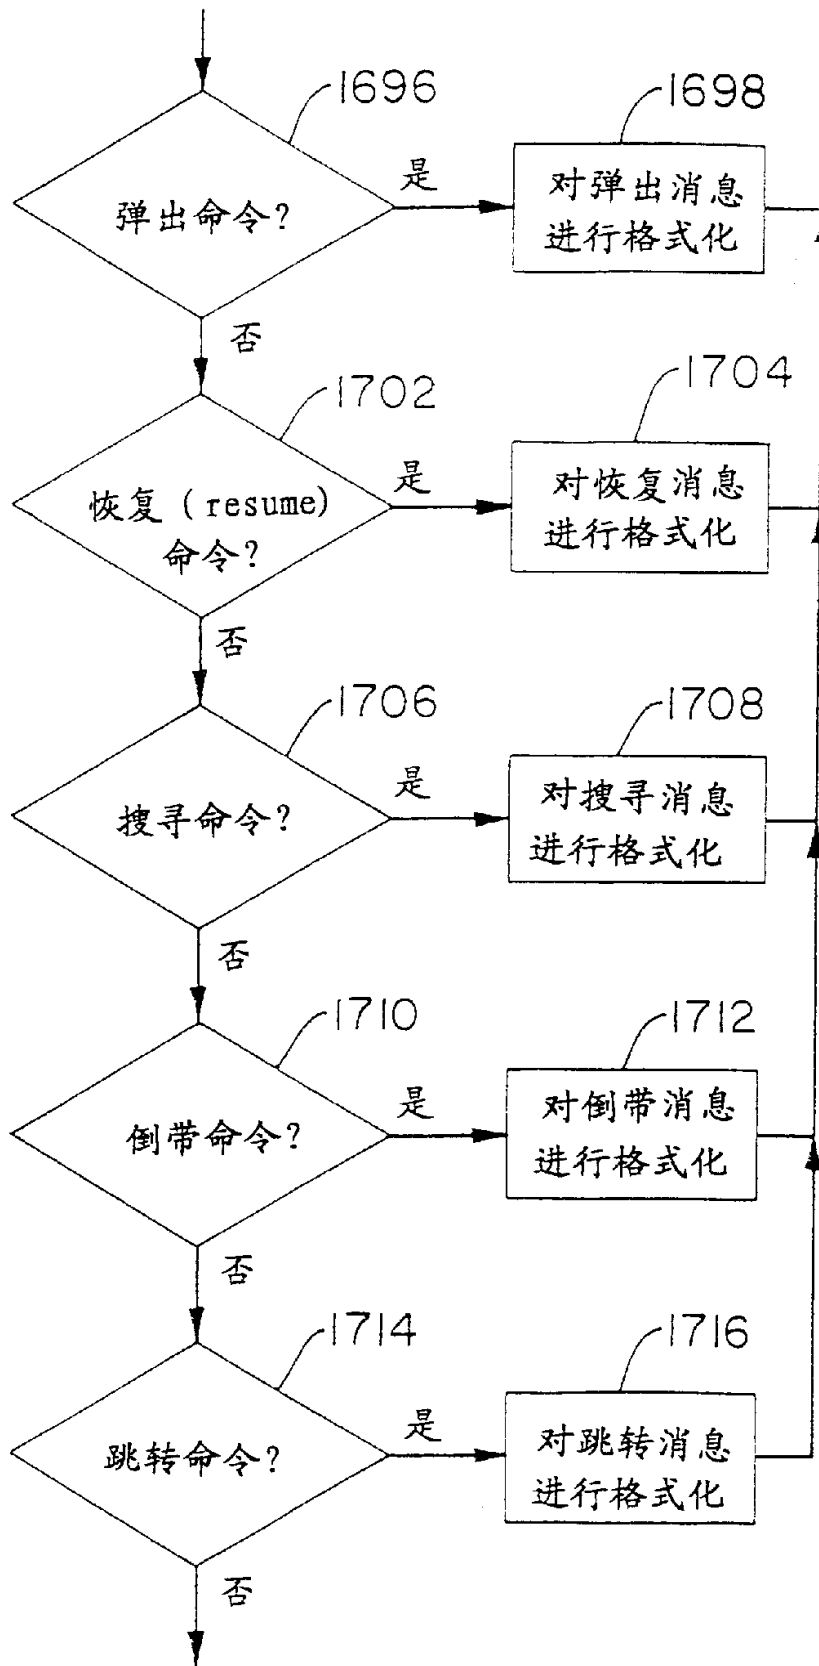 1696
1698
弹出命令?
是
对弹出消息
进行格式化
否
1702
1704
恢复 (resume)
命令?
是
对恢复消息
进行格式化
否
1706
1708
搜寻命令?
是
对搜寻消息
进行格式化
否
1710
1712
倒带命令?
是
对倒带消息
进行格式化
否
1714
1716
跳转命令?
是
对跳转消息
进行格式化
否